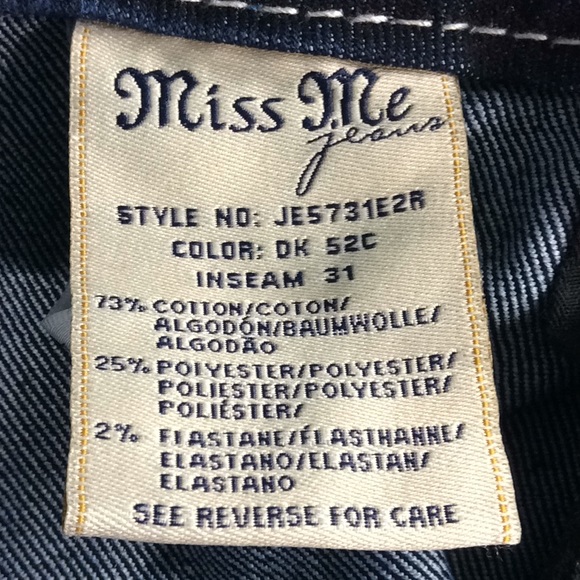 Miss Me
jeans
STYLE NO: JE5731E2R
COLOR: DK 52C
INSEAM 31
73% COTTON/COTON/
ALGODÓN/BAUMWOLLE/
ALGODÃO
25% POLYESTER/POLYESTER/
POLIESTER/POLYESTER/
POLIÉSTER/
2% ELASTANE/ÉLASTHANNE/
ELASTANO/ELASTAN/
ELASTANO
SEE REVERSE FOR CARE